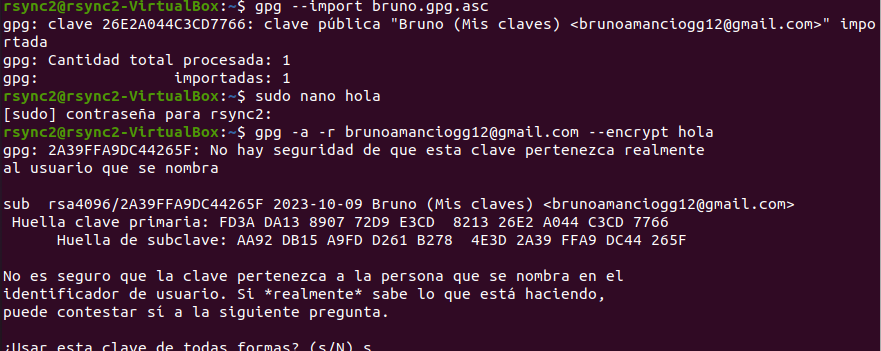 rsync2@rsync2-VirtualBox:~$ gpg --import bruno.gpg.asc
gpg: clave 26E2A044C3CD7766: clave pública "Bruno (Mis claves) <brunoamanciogg12@gmail.com>" impo
rtada
gpg: Cantidad total procesada: 1
gpg:               importadas: 1
rsync2@rsync2-VirtualBox:~$ sudo nano hola
[sudo] contraseña para rsync2:
rsync2@rsync2-VirtualBox:~$ gpg -a -r brunoamanciogg12@gmail.com --encrypt hola
gpg: 2A39FFA9DC44265F: No hay seguridad de que esta clave pertenezca realmente
al usuario que se nombra
sub  rsa4096/2A39FFA9DC44265F 2023-10-09 Bruno (Mis claves) <brunoamanciogg12@gmail.com>
 Huella clave primaria: FD3A DA13 8907 72D9 E3CD  8213 26E2 A044 C3CD 7766
      Huella de subclave: AA92 DB15 A9FD D261 B278  4E3D 2A39 FFA9 DC44 265F
No es seguro que la clave pertenezca a la persona que se nombra en el
identificador de usuario. Si *realmente* sabe lo que está haciendo,
puede contestar sí a la siguiente pregunta.
¿Usar esta clave de todas formas? (s/N) s